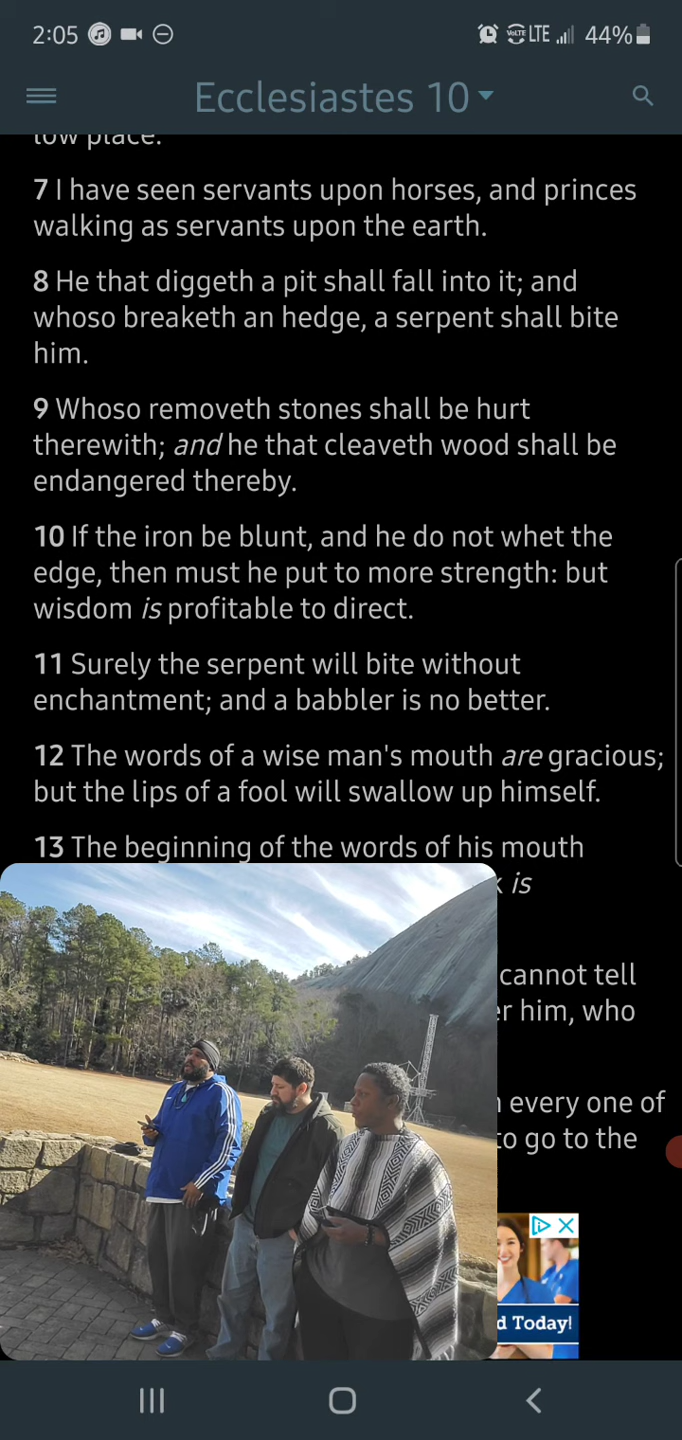 2:05
VoLTE LTE 44%
Ecclesiastes 10
low place.
7 I have seen servants upon horses, and princes
walking as servants upon the earth.
8 He that diggeth a pit shall fall into it; and
whoso breaketh an hedge, a serpent shall bite
him.
9 Whoso removeth stones shall be hurt
therewith; and he that cleaveth wood shall be
endangered thereby.
10 If the iron be blunt, and he do not whet the
edge, then must he put to more strength: but
wisdom is profitable to direct.
11 Surely the serpent will bite without
enchantment; and a babbler is no better.
12 The words of a wise man's mouth are gracious;
but the lips of a fool will swallow up himself.
13 The beginning of the words of his mouth
is
cannot tell
him, who
every one of
to go to the
Today!